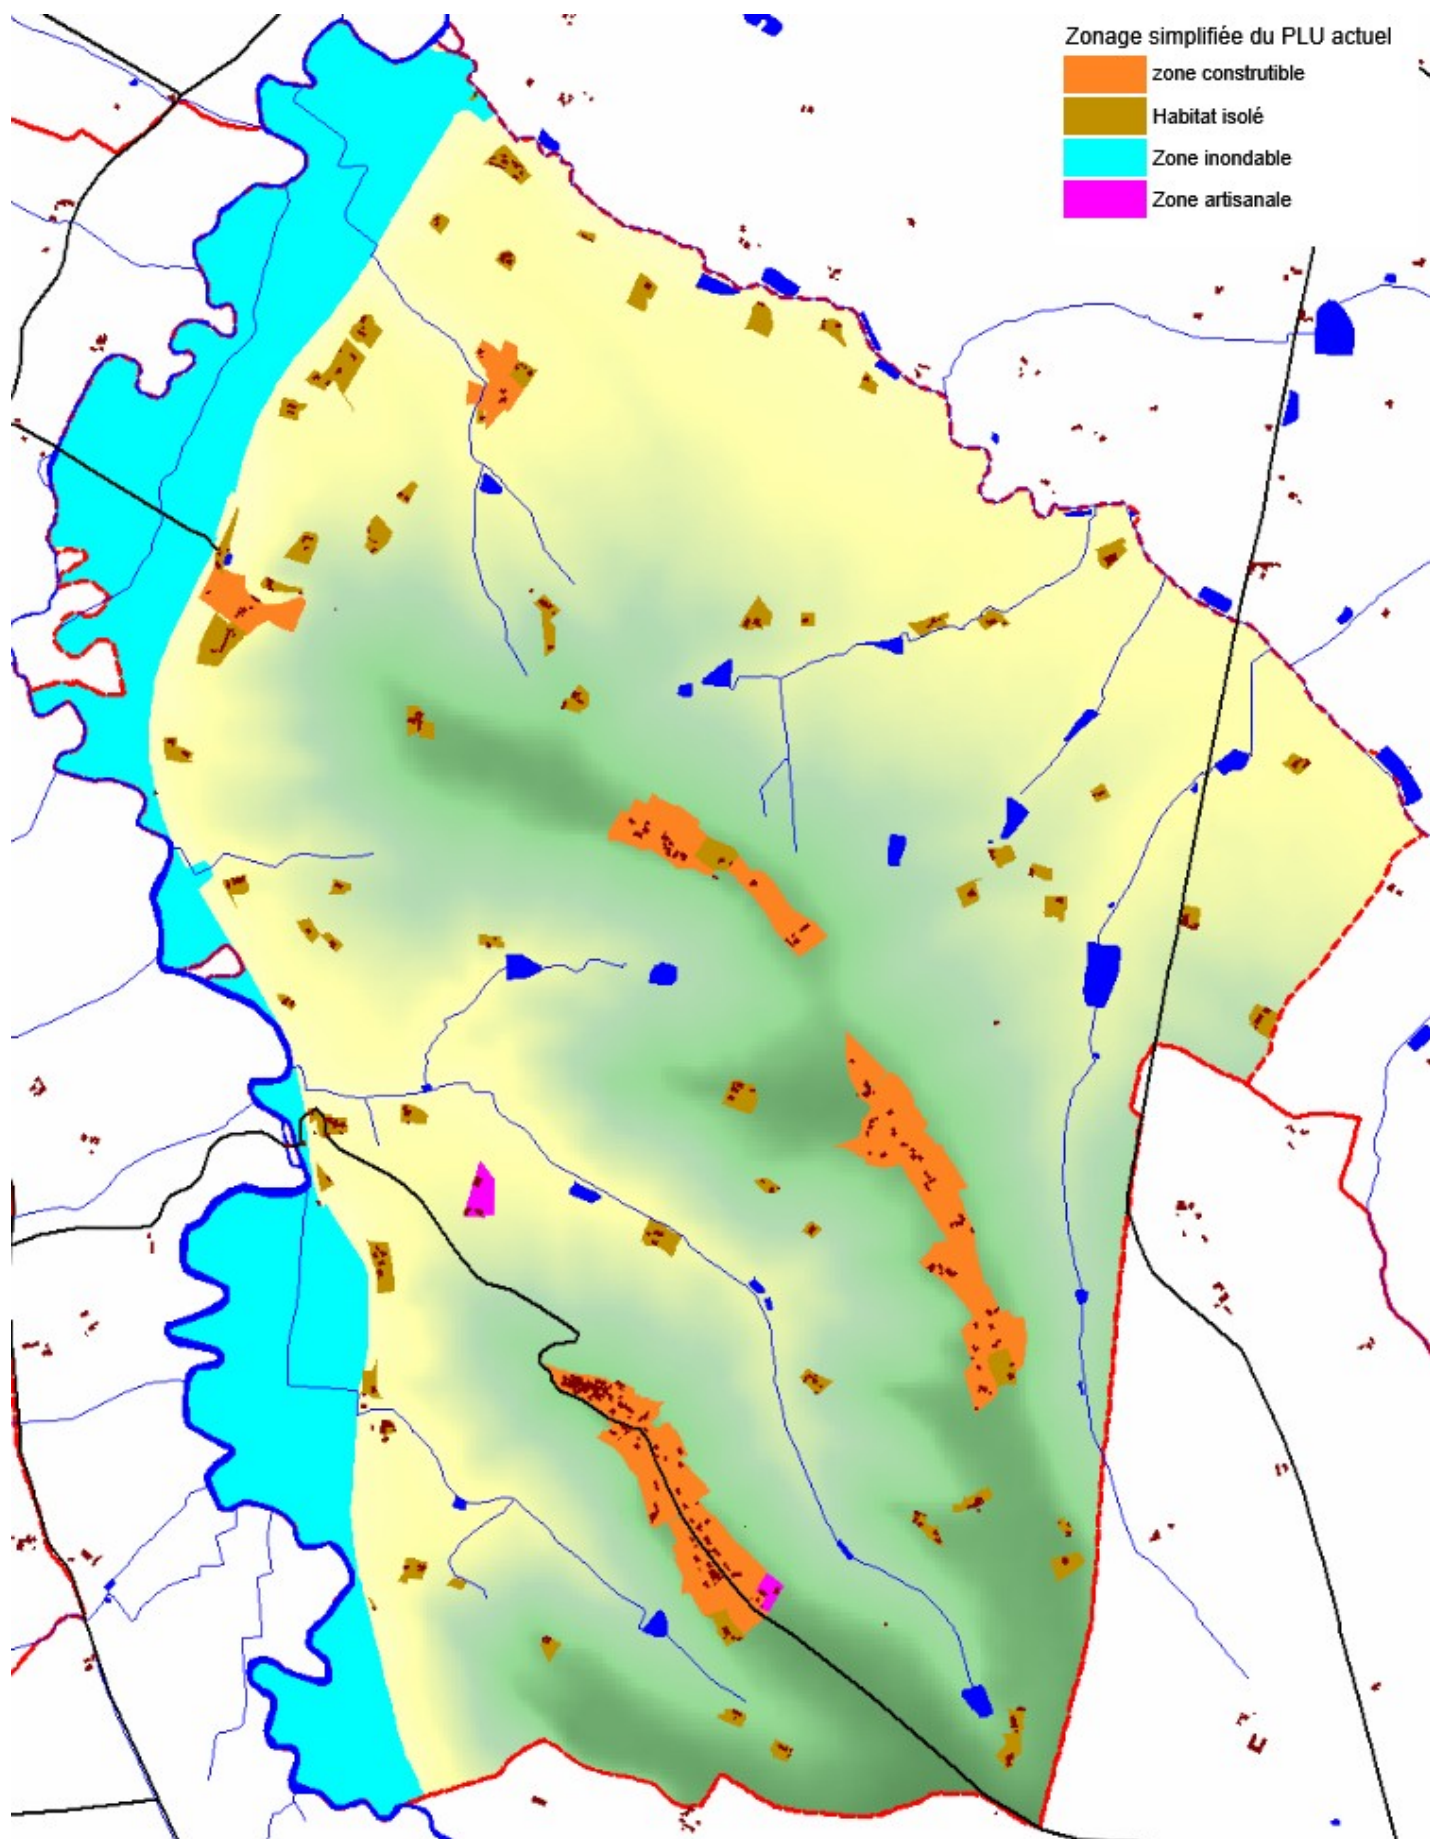 Zonage simplifiée du PLU actuel
zone construtible
Habitat isolé
Zone inondable
Zone artisanale